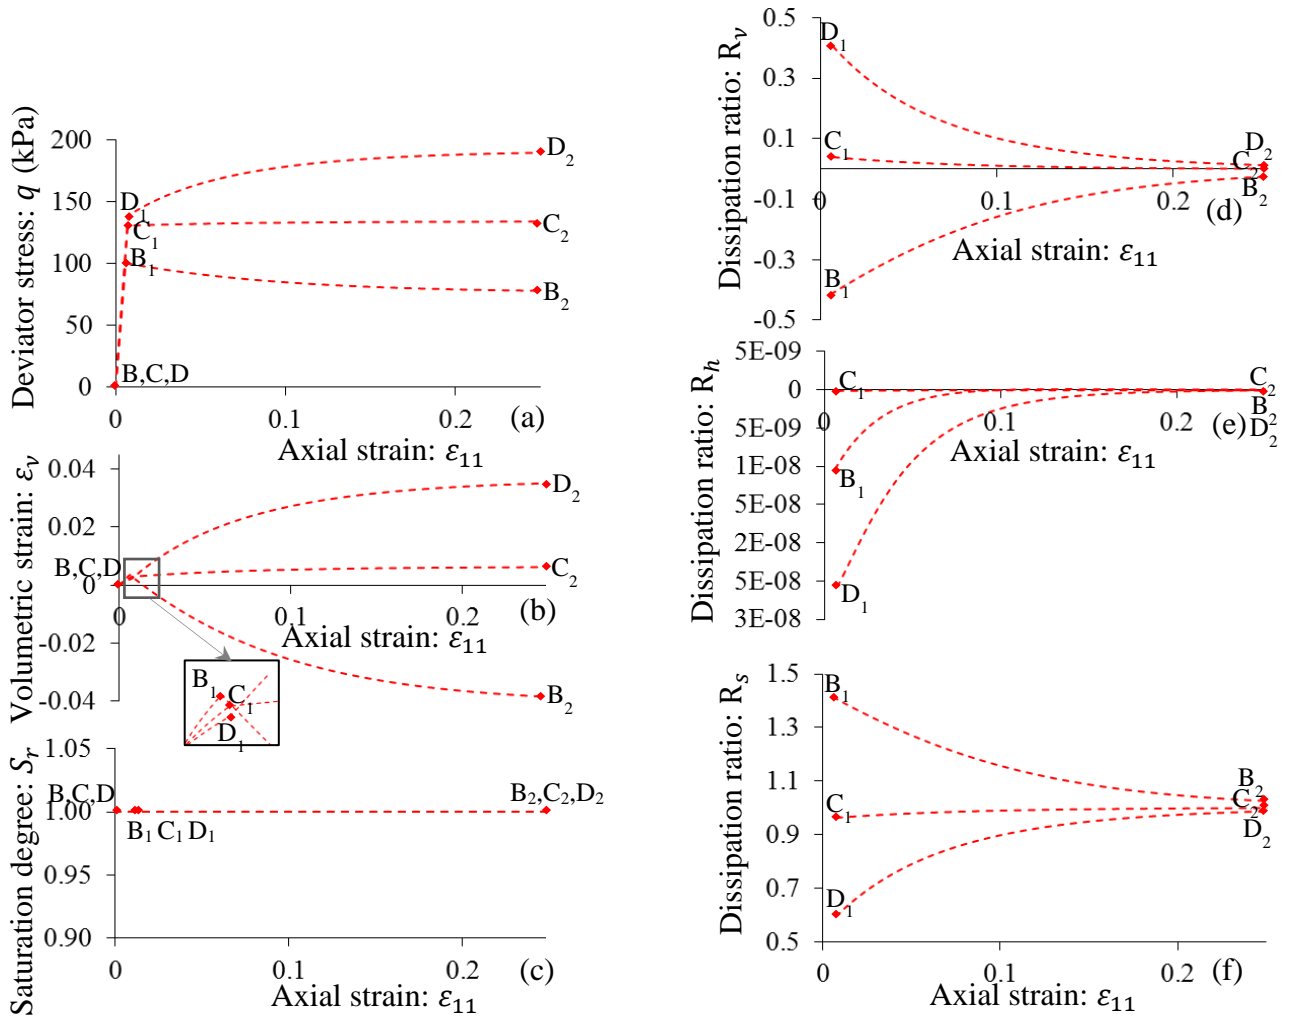 Deviator stress: q (kPa)
200
150
100
50
0
D₂
D₁
C₁
C₂
B₁
B₂
B,C,D
0
0.1
0.2
(a)
Axial strain: ε₁₁
Volumetric strain: εᵥ
0.04
0.02
0
-0.02
-0.04
D₂
B,C,D
C₂
0
0.1
0.2
(b)
Axial strain: ε₁₁
B₁
C₁
D₁
B₂
Saturation degree: Sᵣ
1.05
1.00
0.95
0.90
B,C,D
B₂,C₂,D₂
B₁ C₁ D₁
0
0.1
0.2
(c)
Axial strain: ε₁₁
Dissipation ratio: Rᵥ
0.5
0.3
0.1
-0.1
-0.3
-0.5
D₁
C₁
D₂
C₂
B₂
0
0.1
0.2
(d)
Axial strain: ε₁₁
B₁
Dissipation ratio: Rₕ
5E-09
0
5E-09
1E-08
5E-08
2E-08
5E-08
3E-08
C₁
C₂
B₂
D₂
0
0.1
0.2
(e)
Axial strain: ε₁₁
B₁
D₁
Dissipation ratio: Rₛ
1.5
1.3
1.1
0.9
0.7
0.5
B₁
C₁
B₂
C₂
D₂
D₁
0
0.1
0.2
(f)
Axial strain: ε₁₁